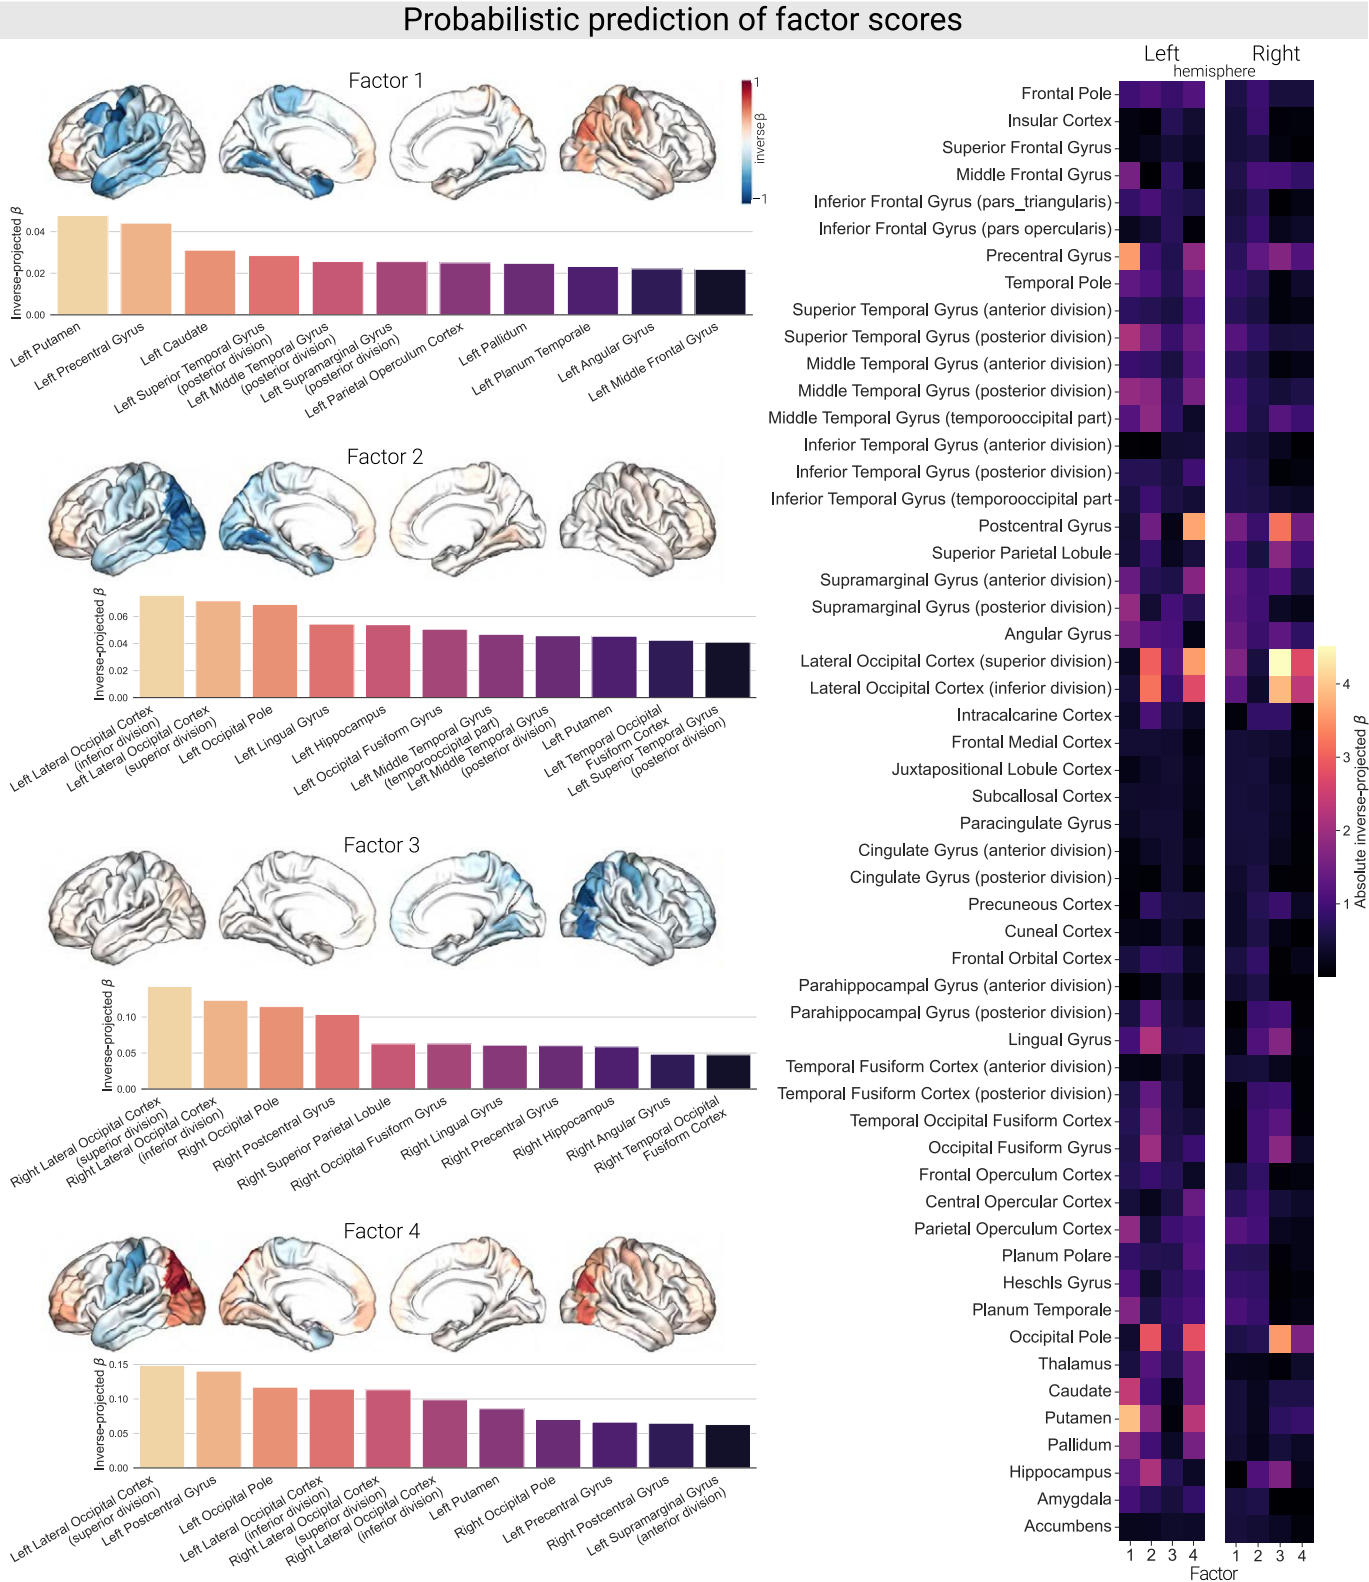 Probabilistic prediction of factor scores
Factor 1
1
inverse β
−1
Inverse-projected β
0.04
0.02
0.00
Left Putamen
Left Precentral Gyrus
Left Caudate
Left Superior Temporal Gyrus
(posterior division)
Left Middle Temporal Gyrus
(posterior division)
Left Supramarginal Gyrus
(posterior division)
Left Parietal Operculum Cortex
Left Pallidum
Left Planum Temporale
Left Angular Gyrus
Left Middle Frontal Gyrus
Factor 2
Inverse-projected β
0.06
0.04
0.02
0.00
Left Lateral Occipital Cortex
(inferior division)
Left Lateral Occipital Cortex
(superior division)
Left Occipital Pole
Left Lingual Gyrus
Left Hippocampus
Left Occipital Fusiform Gyrus
Left Middle Temporal Gyrus
(temporooccipital part)
Left Middle Temporal Gyrus
(posterior division)
Left Putamen
Left Temporal Occipital
Fusiform Cortex
Left Superior Temporal Gyrus
(posterior division)
Factor 3
Inverse-projected β
0.10
0.05
0.00
Right Lateral Occipital Cortex
(superior division)
Right Lateral Occipital Cortex
(inferior division)
Right Occipital Pole
Right Postcentral Gyrus
Right Superior Parietal Lobule
Right Occipital Fusiform Gyrus
Right Lingual Gyrus
Right Precentral Gyrus
Right Hippocampus
Right Angular Gyrus
Right Temporal Occipital
Fusiform Cortex
Factor 4
Inverse-projected β
0.15
0.10
0.05
0.00
Left Lateral Occipital Cortex
(superior division)
Left Postcentral Gyrus
Left Occipital Pole
Left Lateral Occipital Cortex
(inferior division)
Right Lateral Occipital Cortex
(superior division)
Right Lateral Occipital Cortex
(inferior division)
Left Putamen
Right Occipital Pole
Left Precentral Gyrus
Right Postcentral Gyrus
Left Supramarginal Gyrus
(anterior division)
Left Right
hemisphere
Frontal Pole
Insular Cortex
Superior Frontal Gyrus
Middle Frontal Gyrus
Inferior Frontal Gyrus (pars_triangularis)
Inferior Frontal Gyrus (pars opercularis)
Precentral Gyrus
Temporal Pole
Superior Temporal Gyrus (anterior division)
Superior Temporal Gyrus (posterior division)
Middle Temporal Gyrus (anterior division)
Middle Temporal Gyrus (posterior division)
Middle Temporal Gyrus (temporooccipital part)
Inferior Temporal Gyrus (anterior division)
Inferior Temporal Gyrus (posterior division)
Inferior Temporal Gyrus (temporooccipital part
Postcentral Gyrus
Superior Parietal Lobule
Supramarginal Gyrus (anterior division)
Supramarginal Gyrus (posterior division)
Angular Gyrus
Lateral Occipital Cortex (superior division)
Lateral Occipital Cortex (inferior division)
Intracalcarine Cortex
Frontal Medial Cortex
Juxtapositional Lobule Cortex
Subcallosal Cortex
Paracingulate Gyrus
Cingulate Gyrus (anterior division)
Cingulate Gyrus (posterior division)
Precuneous Cortex
Cuneal Cortex
Frontal Orbital Cortex
Parahippocampal Gyrus (anterior division)
Parahippocampal Gyrus (posterior division)
Lingual Gyrus
Temporal Fusiform Cortex (anterior division)
Temporal Fusiform Cortex (posterior division)
Temporal Occipital Fusiform Cortex
Occipital Fusiform Gyrus
Frontal Operculum Cortex
Central Opercular Cortex
Parietal Operculum Cortex
Planum Polare
Heschls Gyrus
Planum Temporale
Occipital Pole
Thalamus
Caudate
Putamen
Pallidum
Hippocampus
Amygdala
Accumbens
1 2 3 4 1 2 3 4
Factor
4
3
2
1
Absolute inverse-projected β